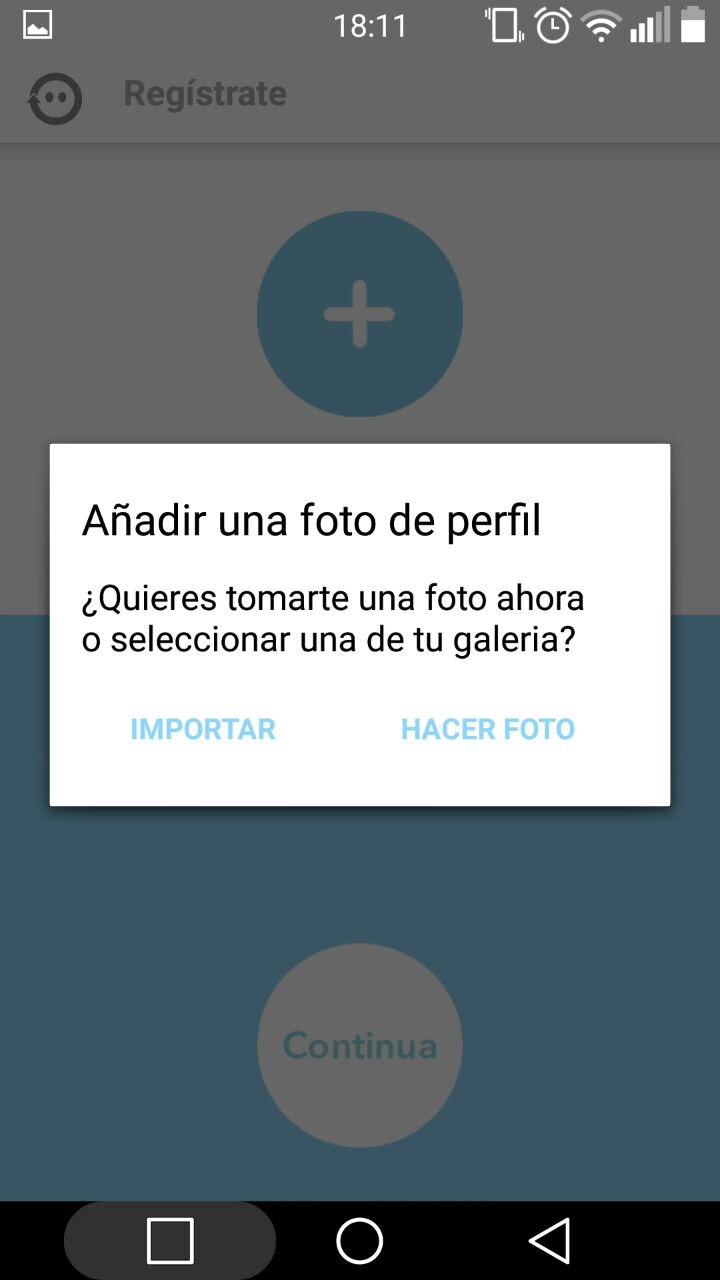 18:11
Regístrate
Añadir una foto de perfil
¿Quieres tomarte una foto ahora
o seleccionar una de tu galeria?
IMPORTAR HACER FOTO
Continua